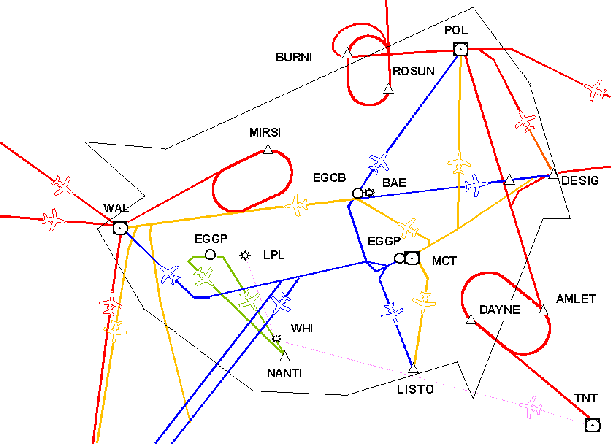 POL
BURNI
ROSUN
MIRSI
EGCB
BAE
DESIG
WAL
EGGP
LPL
EGGP
MCT
DAYNE
AMLET
WHI
NANTI
LISTO
TNT